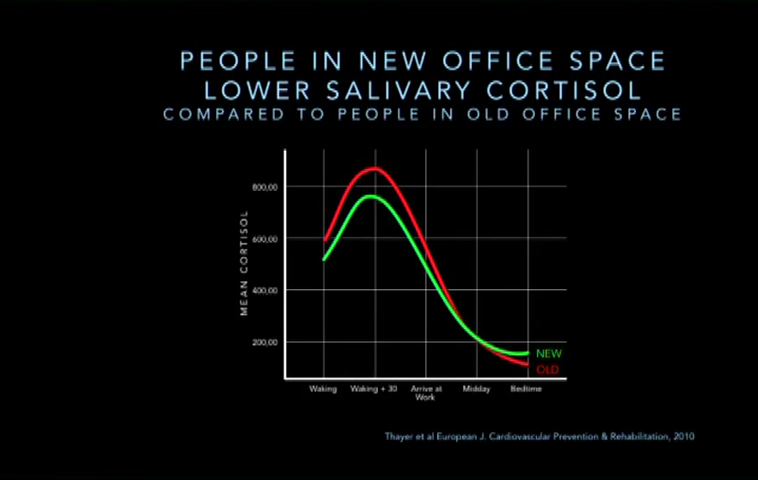 PEOPLE IN NEW OFFICE SPACE
LOWER SALIVARY CORTISOL
COMPARED TO PEOPLE IN OLD OFFICE SPACE
MEAN CORTISOL
800,00
600,00
400,00
200,00
NEW
OLD
Waking
Waking + 30
Arrive at
Work
Midday
Bedtime
Thayer et al European J. Cardiovascular Prevention & Rehabilitation, 2010